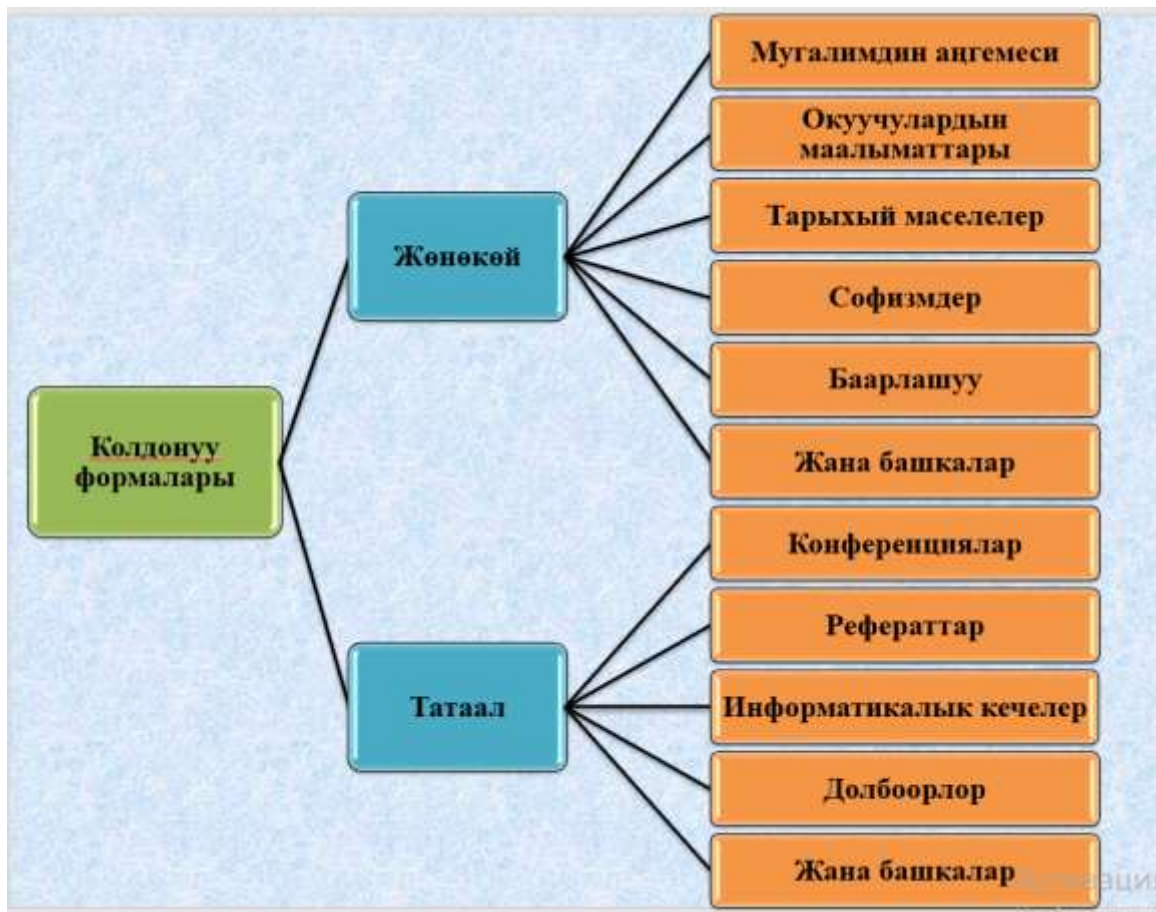 Колдонуу
формалары
Жөнөкөй
Мугалимдин аңгемеси
Окуучулардын
маалыматтары
Тарыхый маселелер
Софизмдер
Баарлашуу
Жана башкалар
Татаал
Конференциялар
Рефераттар
Информатикалык кечелер
Долбоорлор
Жана башкалар